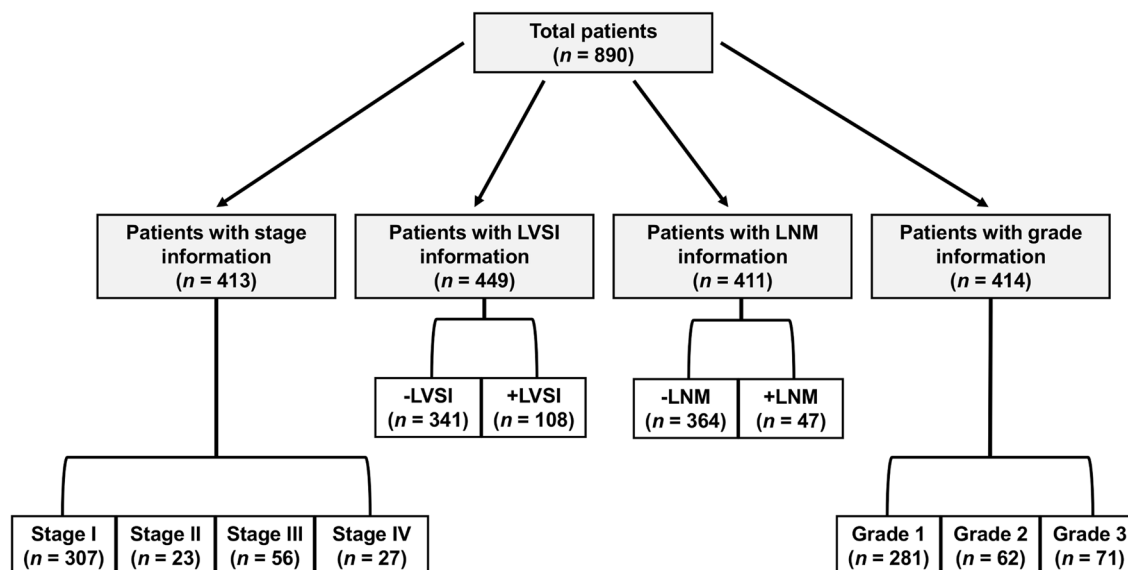 Total patients
(n = 890)
Patients with stage
information
(n = 413)
Patients with LVSI
information
(n = 449)
Patients with LNM
information
(n = 411)
Patients with grade
information
(n = 414)
-LVSI
(n = 341)
+LVSI
(n = 108)
-LNM
(n = 364)
+LNM
(n = 47)
Stage I
(n = 307)
Stage II
(n = 23)
Stage III
(n = 56)
Stage IV
(n = 27)
Grade 1
(n = 281)
Grade 2
(n = 62)
Grade 3
(n = 71)